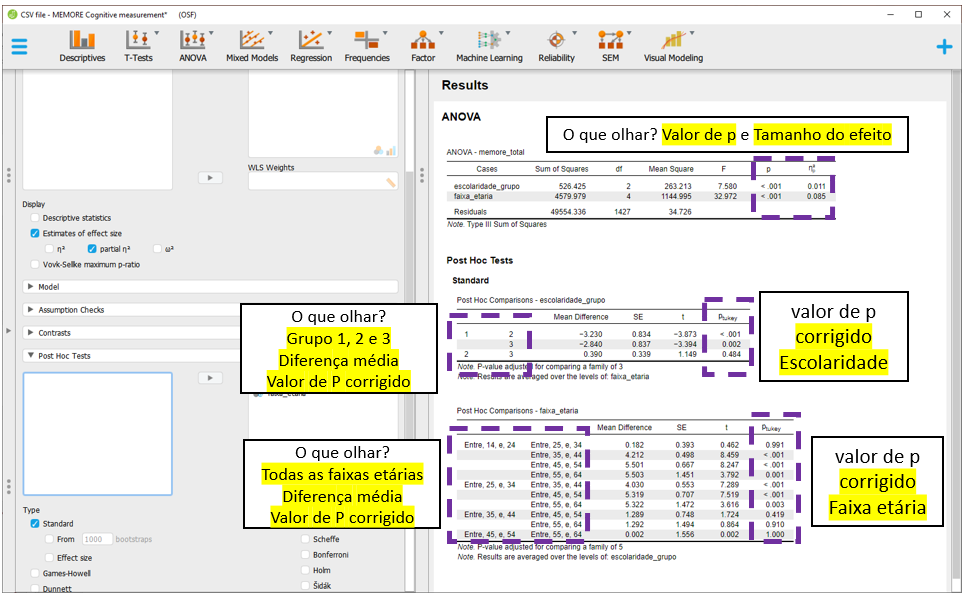 CSV file - MEMORE Cognitive measurement* (OSF)
Descriptives T-Tests ANOVA Mixed Models Regression Frequencies Factor Machine Learning Reliability SEM Visual Modeling
WLS Weights
Display
Descriptive statistics
Estimates of effect size
η² partial η² ω²
Vovk-Sellke maximum p-ratio
Model
Assumption Checks
Contrasts
Post Hoc Tests
Type
Standard
From 1000 bootstraps
Effect size
Games-Howell
Dunnett
Scheffe
Bonferroni
Holm
Šidák
O que olhar?
Grupo 1, 2 e 3
Diferença média
Valor de P corrigido
O que olhar?
Todas as faixas etárias
Diferença média
Valor de P corrigido
Results
ANOVA
O que olhar? Valor de p e Tamanho do efeito
ANOVA - memore_total
Cases Sum of Squares df Mean Square F p η²p
escolaridade_grupo 526.425 2 263.213 7.580 < .001 0.011
faixa_etaria 4579.979 4 1144.995 32.972 < .001 0.085
Residuals 49554.336 1427 34.726
Note. Type III Sum of Squares
Post Hoc Tests
Standard
Post Hoc Comparisons - escolaridade_grupo
Mean Difference SE t Ptukey
1 2 −3.230 0.834 −3.873 < .001
3 −2.840 0.837 −3.394 0.002
2 3 0.390 0.339 1.149 0.484
Note. P-value adjusted for comparing a family of 3
Note. Results are averaged over the levels of: faixa_etaria
valor de p
corrigido
Escolaridade
Post Hoc Comparisons - faixa_etaria
Mean Difference SE t Ptukey
Entre, 14, e, 24 Entre, 25, e, 34 0.182 0.393 0.462 0.991
Entre, 35, e, 44 4.212 0.498 8.459 < .001
Entre, 45, e, 54 5.501 0.667 8.247 < .001
Entre, 55, e, 64 5.503 1.451 3.792 0.001
Entre, 25, e, 34 Entre, 35, e, 44 4.030 0.553 7.289 < .001
Entre, 45, e, 54 5.319 0.707 7.519 < .001
Entre, 55, e, 64 5.322 1.472 3.616 0.003
Entre, 35, e, 44 Entre, 45, e, 54 1.289 0.748 1.724 0.419
Entre, 55, e, 64 1.292 1.494 0.864 0.910
Entre, 45, e, 54 Entre, 55, e, 64 0.002 1.556 0.002 1.000
Note. P-value adjusted for comparing a family of 5
Note. Results are averaged over the levels of: escolaridade_grupo
valor de p
corrigido
Faixa etária